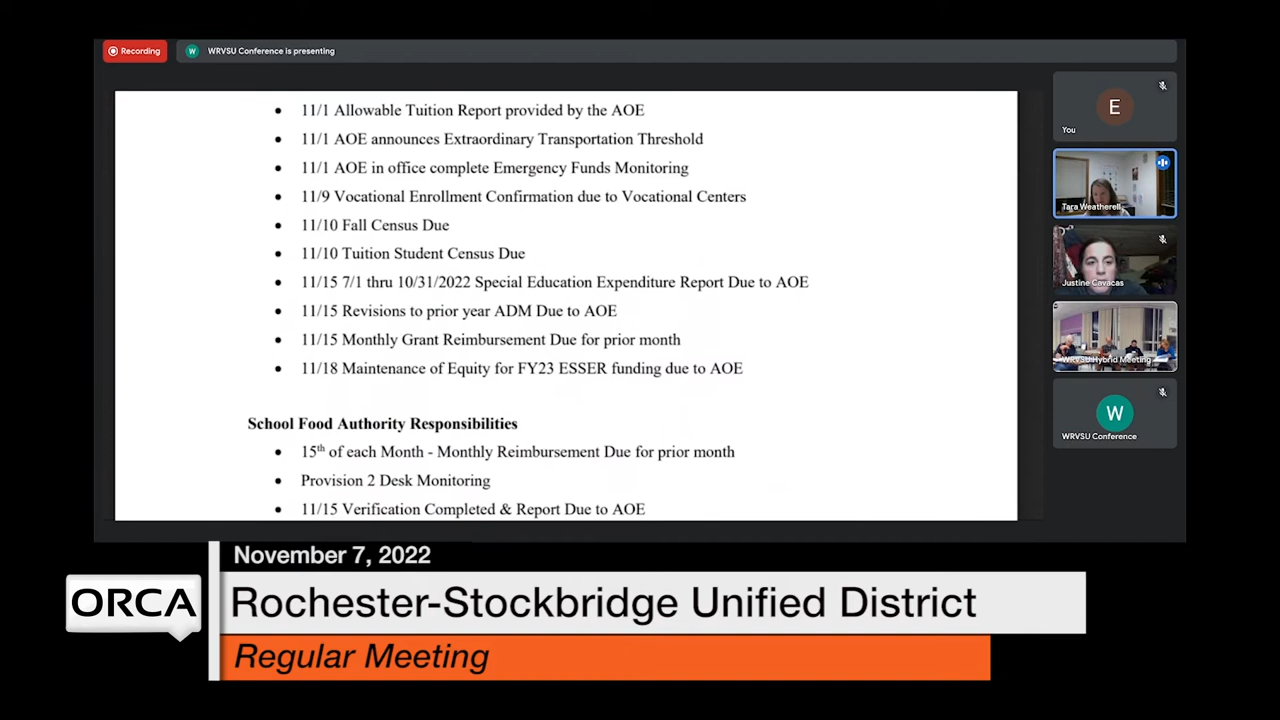 Recording
W WRVSU Conference is presenting
• 11/1 Allowable Tuition Report provided by the AOE
• 11/1 AOE announces Extraordinary Transportation Threshold
• 11/1 AOE in office complete Emergency Funds Monitoring
• 11/9 Vocational Enrollment Confirmation due to Vocational Centers
• 11/10 Fall Census Due
• 11/10 Tuition Student Census Due
• 11/15 7/1 thru 10/31/2022 Special Education Expenditure Report Due to AOE
• 11/15 Revisions to prior year ADM Due to AOE
• 11/15 Monthly Grant Reimbursement Due for prior month
• 11/18 Maintenance of Equity for FY23 ESSER funding due to AOE
School Food Authority Responsibilities
• 15th of each Month - Monthly Reimbursement Due for prior month
• Provision 2 Desk Monitoring
• 11/15 Verification Completed & Report Due to AOE
E
You
Tara Weatherell
Justine Cavacas
WRVSU Hybrid Meeting
W
WRVSU Conference
November 7, 2022
ORCA
Rochester-Stockbridge Unified District
Regular Meeting